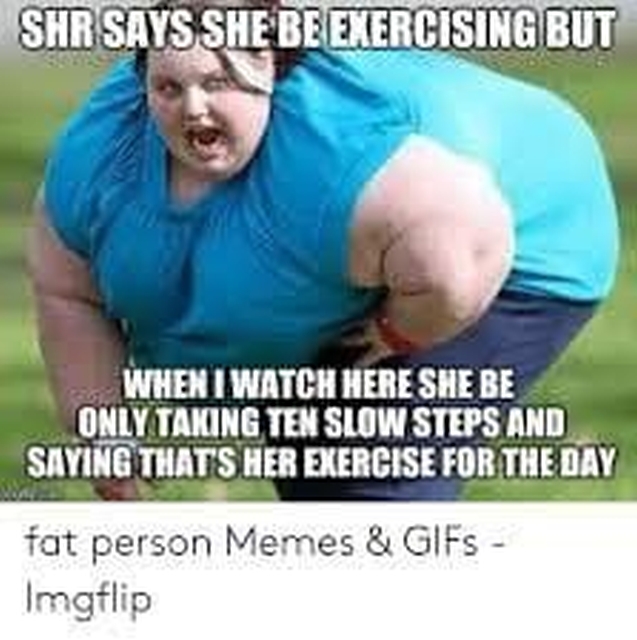 SHR SAYS SHE BE EXERCISING BUT
WHEN I WATCH HERE SHE BE
ONLY TAKING TEN SLOW STEPS AND
SAYING THAT'S HER EXERCISE FOR THE DAY
fat person Memes & GIFs -
Imgflip